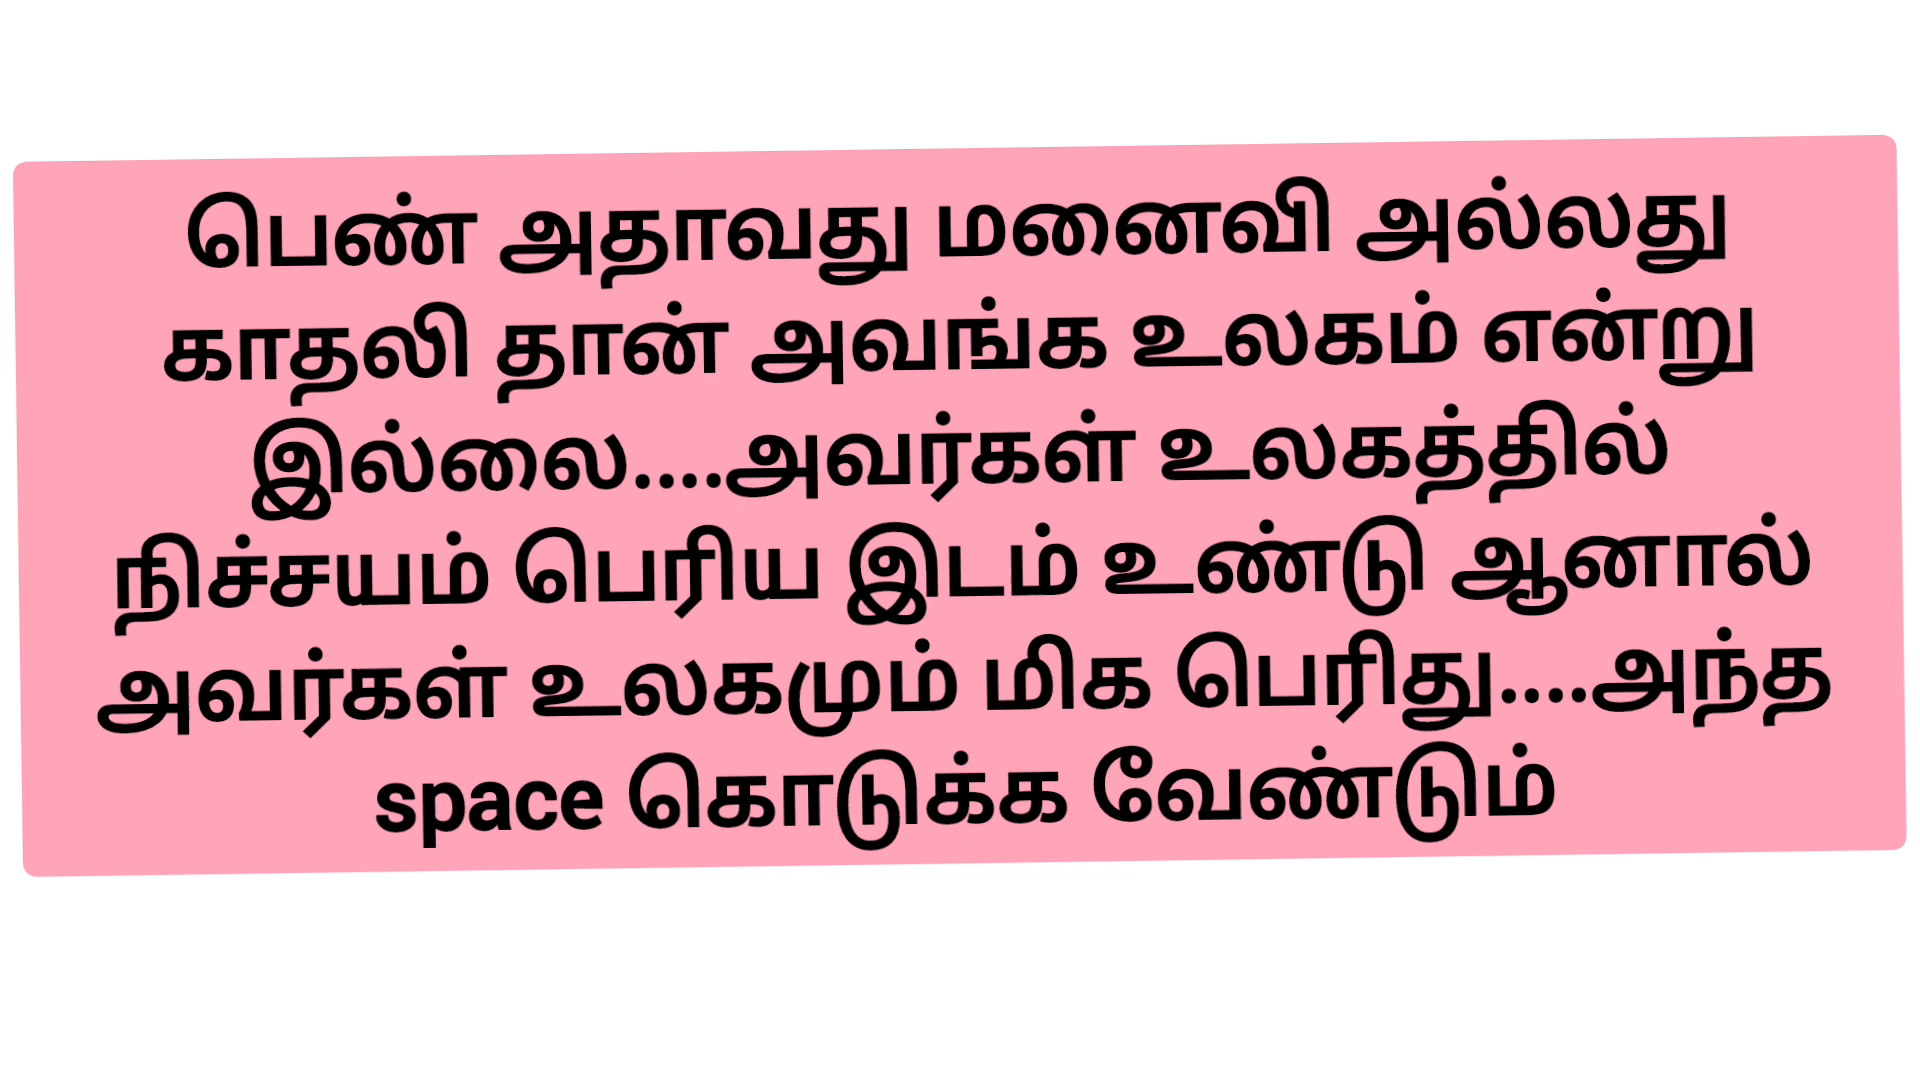 பெண் அதாவது மனைவி அல்லது
காதலி தான் அவங்க உலகம் என்று
இல்லை....அவர்கள் உலகத்தில்
நிச்சயம் பெரிய இடம் உண்டு ஆனால்
அவர்கள் உலகமும் மிக பெரிது....அந்த
space கொடுக்க வேண்டும்